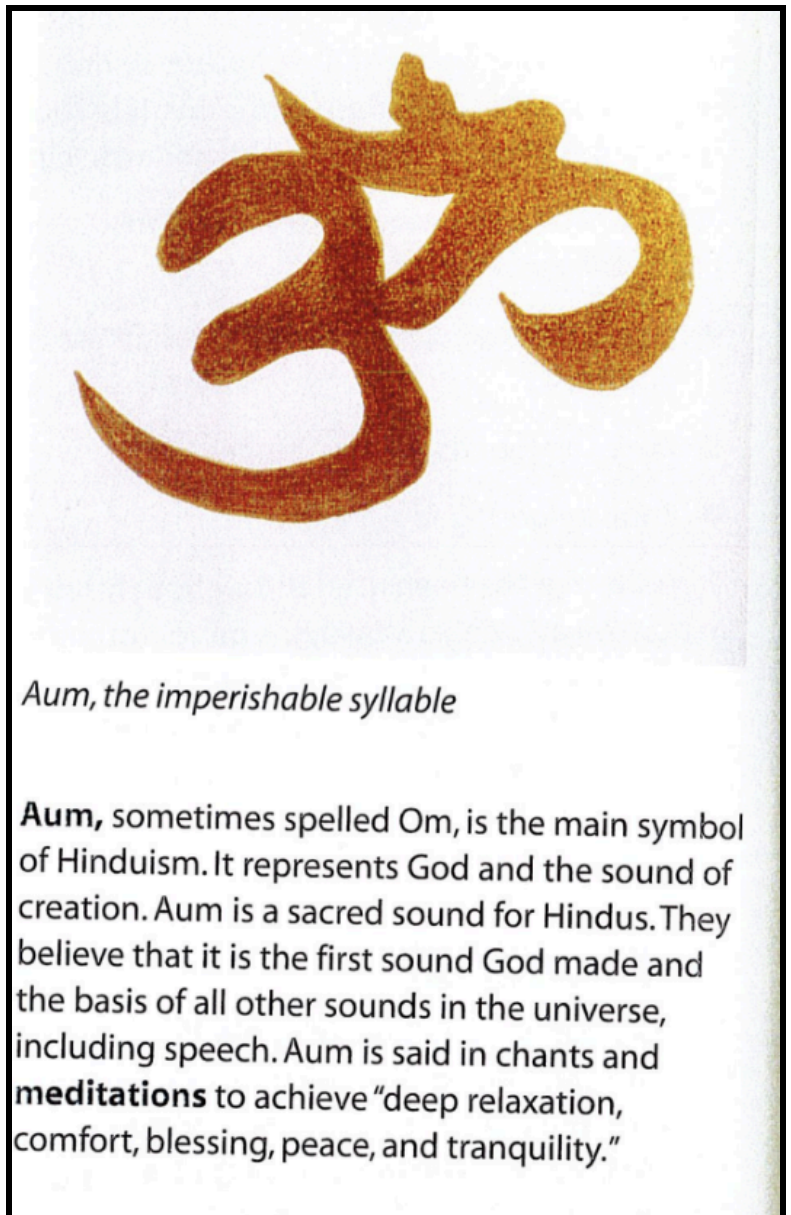 ॐ
Aum, the imperishable syllable
Aum, sometimes spelled Om, is the main symbol
of Hinduism. It represents God and the sound of
creation. Aum is a sacred sound for Hindus. They
believe that it is the first sound God made and
the basis of all other sounds in the universe,
including speech. Aum is said in chants and
meditations to achieve “deep relaxation,
comfort, blessing, peace, and tranquility.”